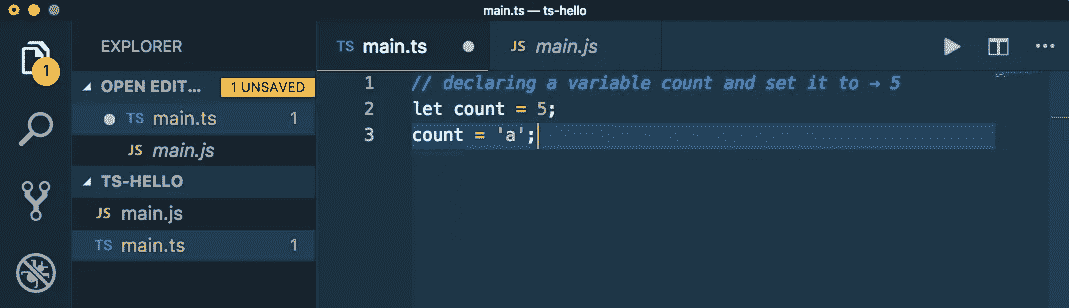 main.ts — ts-hello
EXPLORER
OPEN EDIT... 1 UNSAVED
TS main.ts 1
JS main.js
TS-HELLO
JS main.js
TS main.ts 1
1
TS main.ts JS main.js
1 // declaring a variable count and set it to → 5
2 let count = 5;
3 count = 'a';